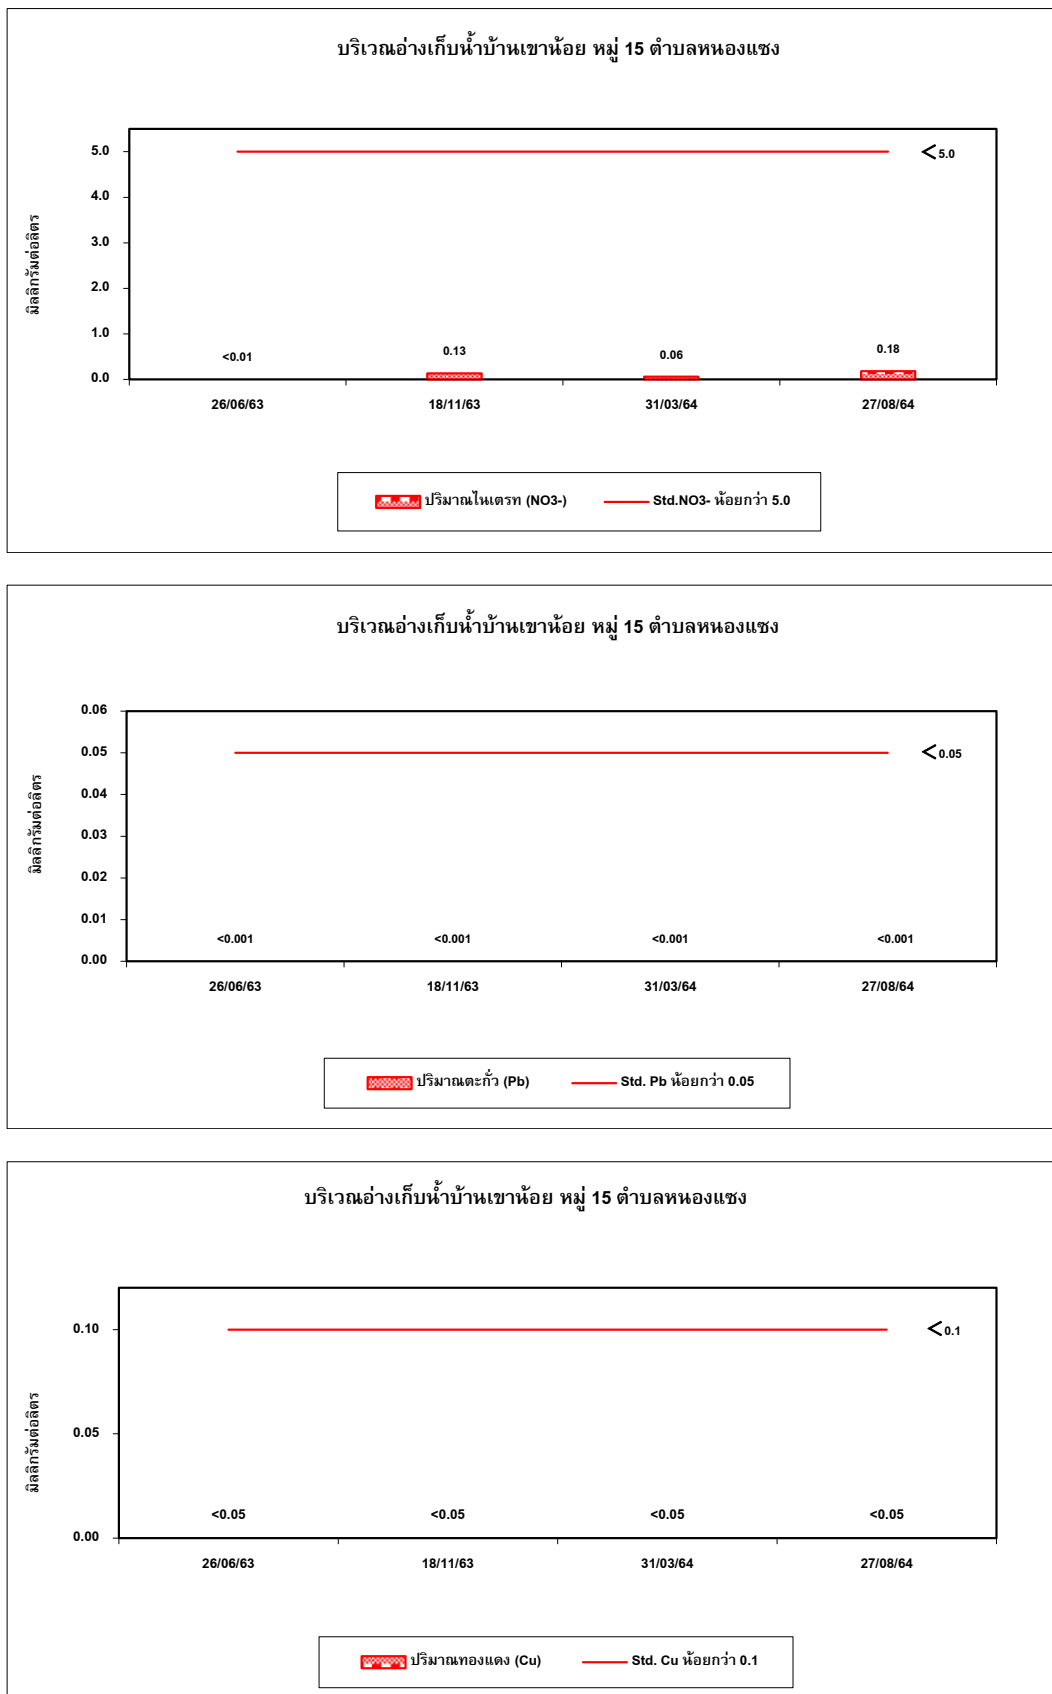 บริเวณอ่างเก็บน้ำบ้านเขาน้อย หมู่ 15 ตำบลหนองแซง
มิลลิกรัมต่อลิตร
5.0
4.0
3.0
2.0
1.0
0.0
<5.0
<0.01
0.13
0.06
0.18
26/06/63 18/11/63 31/03/64 27/08/64
ปริมาณไนเตรท (NO3-) Std.NO3- น้อยกว่า 5.0
บริเวณอ่างเก็บน้ำบ้านเขาน้อย หมู่ 15 ตำบลหนองแซง
มิลลิกรัมต่อลิตร
0.06
0.05
0.04
0.03
0.02
0.01
0.00
<0.05
<0.001 <0.001 <0.001 <0.001
26/06/63 18/11/63 31/03/64 27/08/64
ปริมาณตะกั่ว (Pb) Std. Pb น้อยกว่า 0.05
บริเวณอ่างเก็บน้ำบ้านเขาน้อย หมู่ 15 ตำบลหนองแซง
มิลลิกรัมต่อลิตร
0.10
0.05
0.00
<0.1
<0.05 <0.05 <0.05 <0.05
26/06/63 18/11/63 31/03/64 27/08/64
ปริมาณทองแดง (Cu) Std. Cu น้อยกว่า 0.1